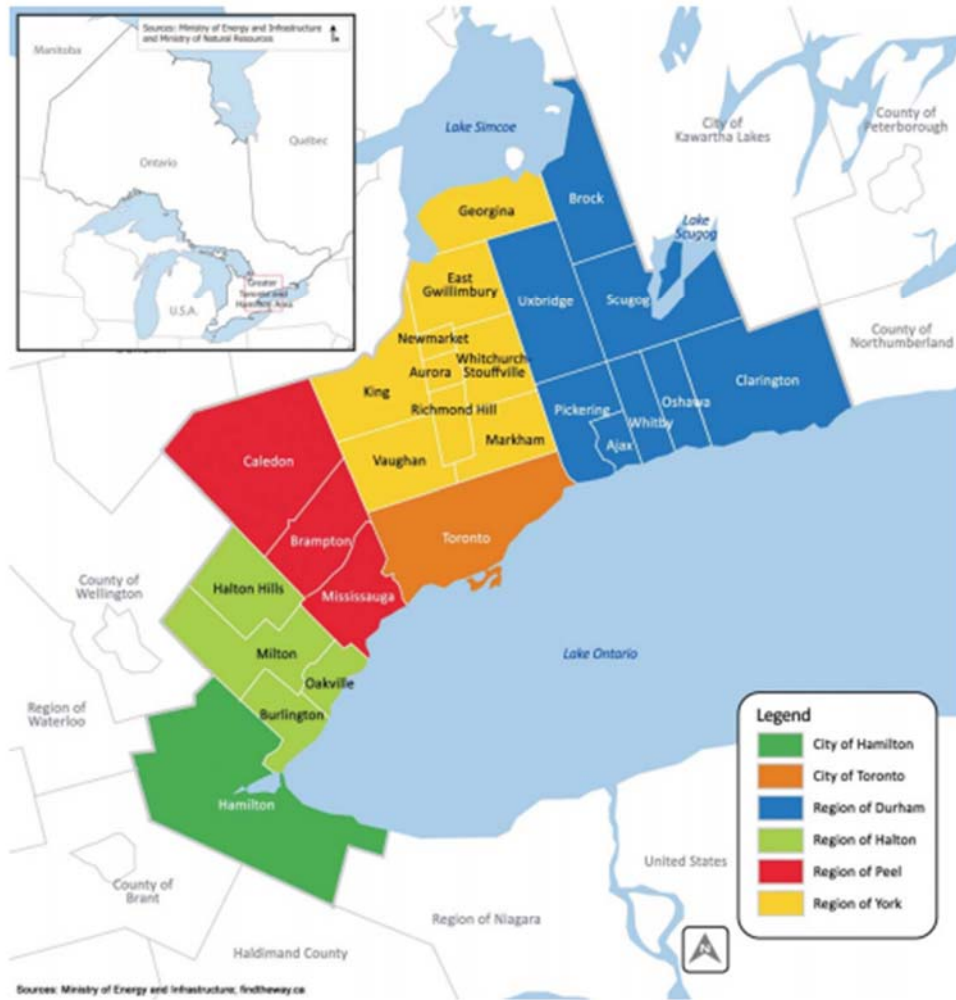 Sources: Ministry of Energy and Infrastructure
and Ministry of Natural Resources
Manitoba
Québec
Ontario
U.S.A.
Greater
Toronto and
Hamilton Area
Lake Simcoe
City of
Kawartha Lakes
County of
Peterborough
Brock
Georgina
Lake
Scugog
East
Gwillimbury
Uxbridge
Scugog
County of
Northumberland
Newmarket
Whitchurch-
Stouffville
Aurora
King
Clarington
Richmond Hill
Pickering
Oshawa
Whitby
Ajax
Markham
Vaughan
Caledon
Toronto
Brampton
Mississauga
Halton Hills
County of
Wellington
Milton
Lake Ontario
Oakville
Burlington
Region of
Waterloo
Hamilton
Legend
City of Hamilton
City of Toronto
Region of Durham
Region of Halton
Region of Peel
Region of York
United States
County of
Brant
Region of Niagara
N
Haldimand County
Sources: Ministry of Energy and Infrastructure; findtheway.ca